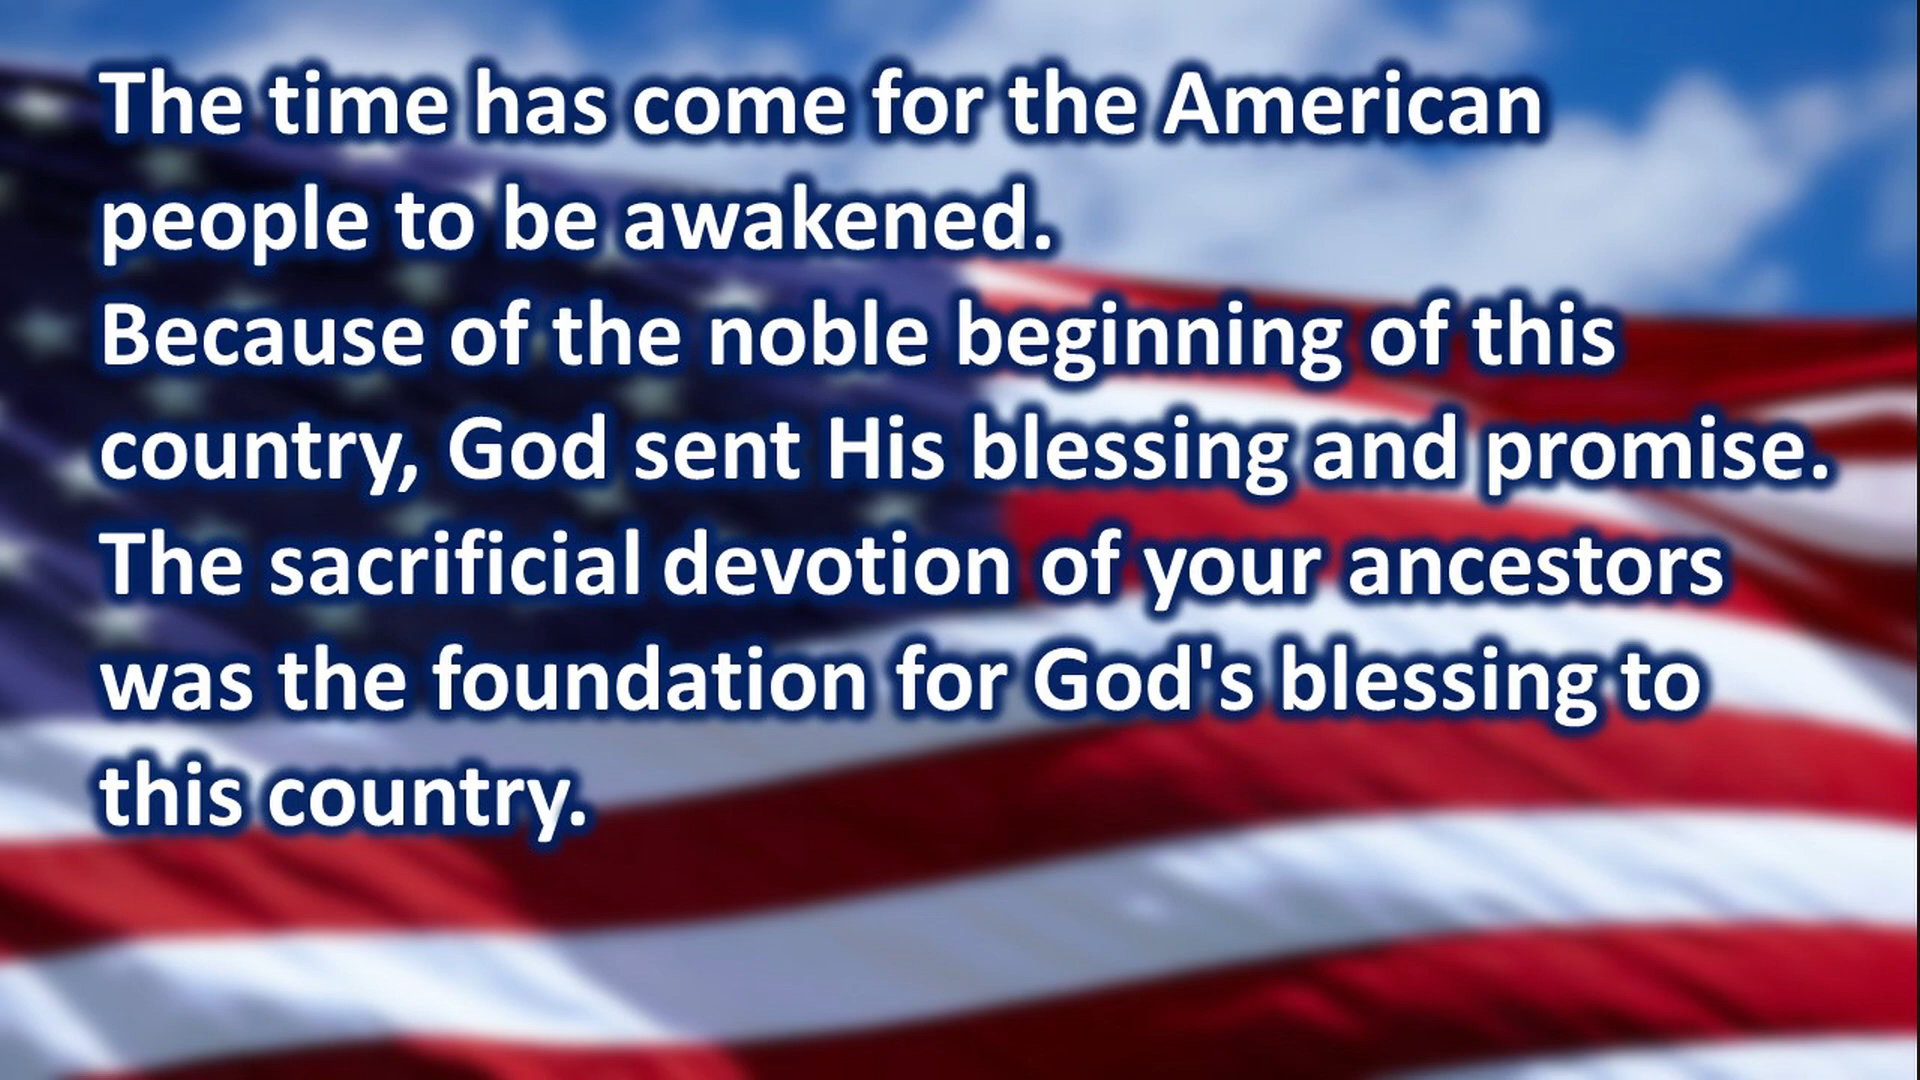 The time has come for the American
people to be awakened.
Because of the noble beginning of this
country, God sent His blessing and promise.
The sacrificial devotion of your ancestors
was the foundation for God's blessing to
this country.